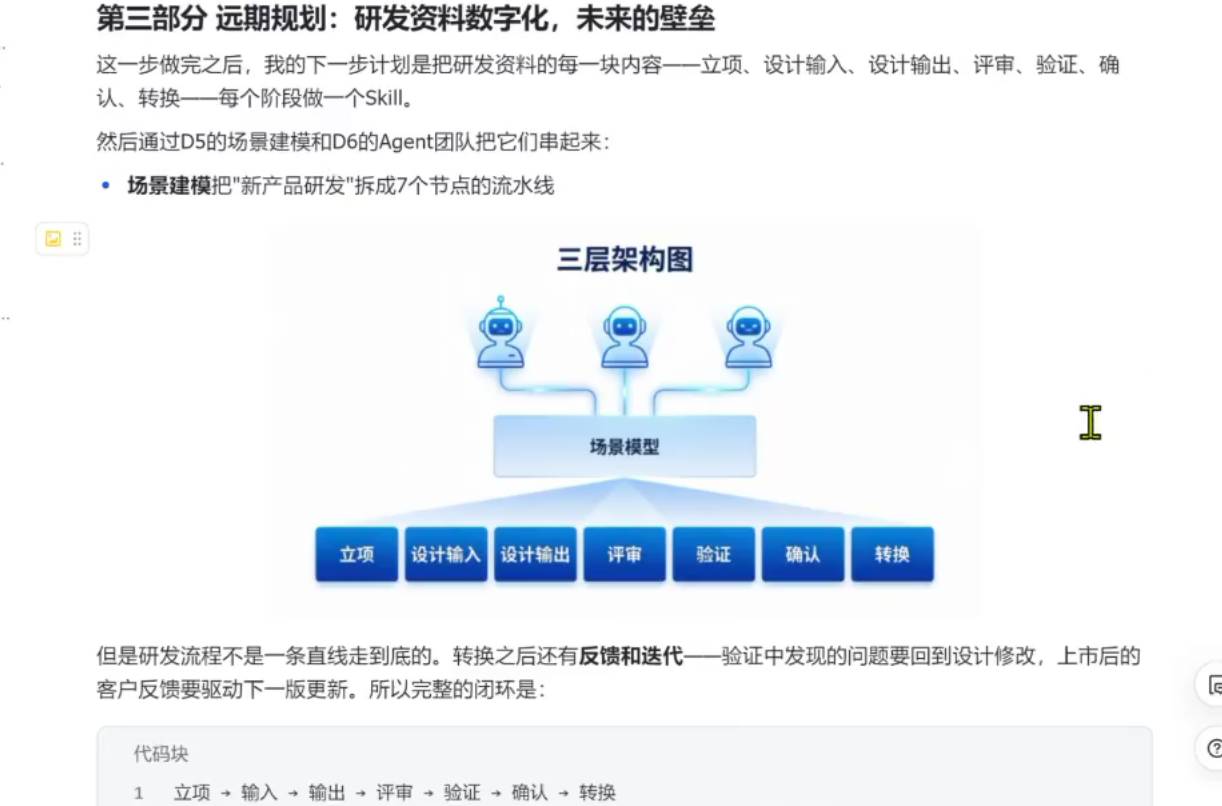 第三部分 远期规划：研发资料数字化，未来的壁垒
这一步做完之后，我的下一步计划是把研发资料的每一块内容——立项、设计输入、设计输出、评审、验证、确
认、转换——每个阶段做一个Skill。
然后通过D5的场景建模和D6的Agent团队把它们串起来：
• 场景建模把"新产品研发"拆成7个节点的流水线
三层架构图
场景模型
立项 设计输入 设计输出 评审 验证 确认 转换
但是研发流程不是一条直线走到底的。转换之后还有反馈和迭代——验证中发现的问题要回到设计修改，上市后的
客户反馈要驱动下一版更新。所以完整的闭环是：
代码块
1 立项 → 输入 → 输出 → 评审 → 验证 → 确认 → 转换